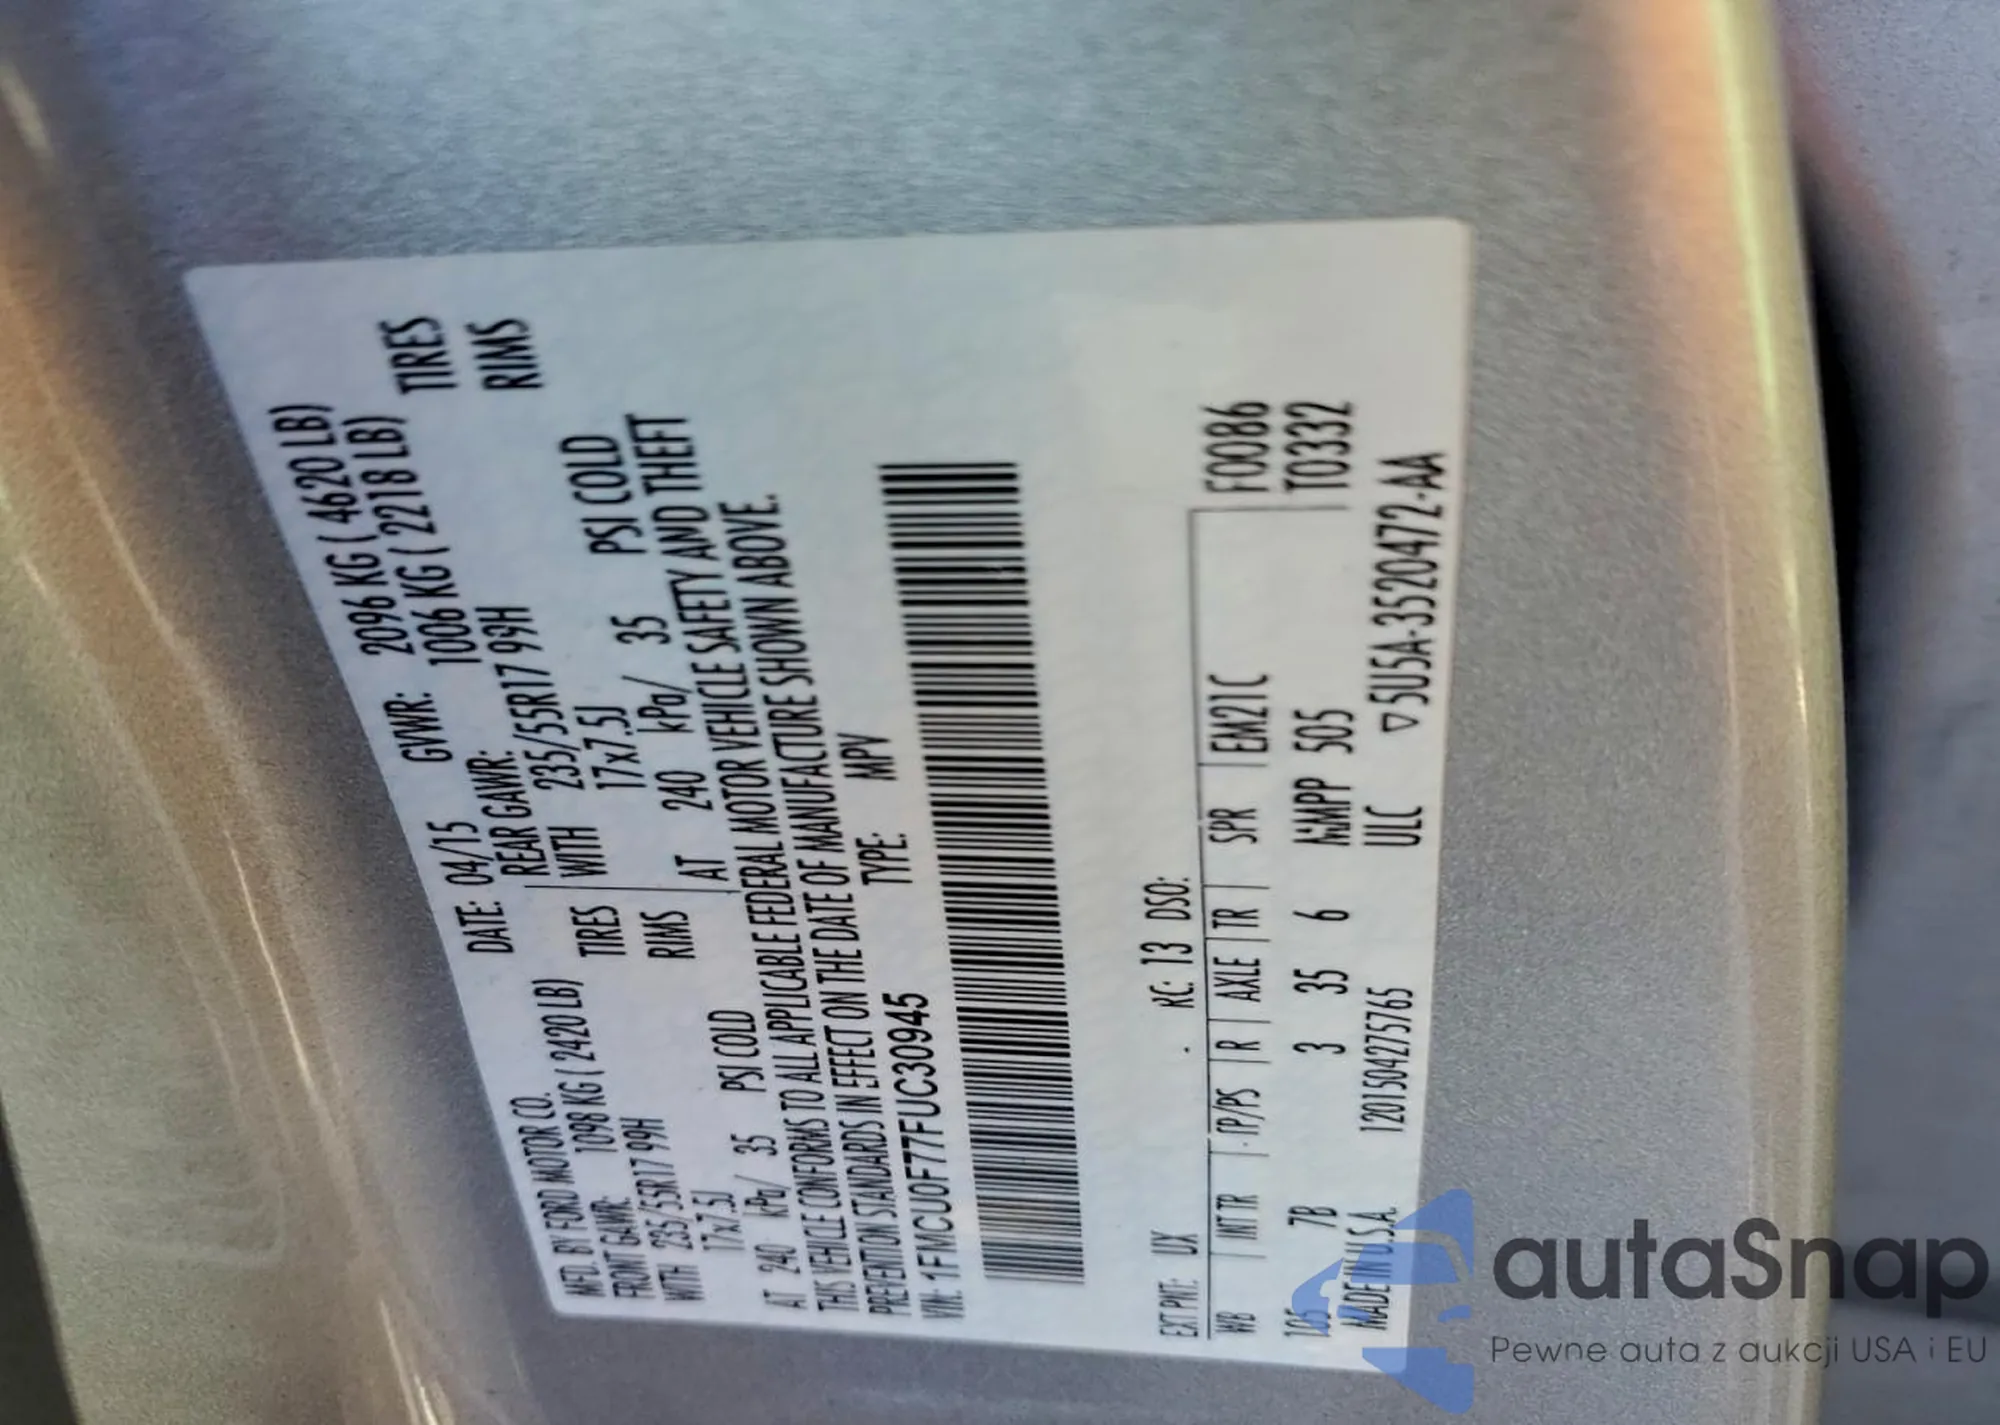 MFD. BY FORD MOTOR CO. DATE: 04/15 GVWR: 2096 KG ( 4620 LB)
FRONT GAWR: 1098 KG ( 2420 LB) REAR GAWR: 1006 KG ( 2218 LB)
WITH 235/55R17 99H TIRES WITH 235/55R17 99H TIRES
17x7.5J RIMS 17x7.5J RIMS
AT 240 kPa/ 35 PSI COLD AT 240 kPa/ 35 PSI COLD
THIS VEHICLE CONFORMS TO ALL APPLICABLE FEDERAL MOTOR VEHICLE SAFETY AND THEFT
PREVENTION STANDARDS IN EFFECT ON THE DATE OF MANUFACTURE SHOWN ABOVE.
VIN: 1FMCU0F77FUC30945 TYPE: MPV
EXT PNT: UX RC: 13 DSO:
WB INT TR TP/PS R AXLE TR SPR EM21C F0086
105 7B 3 35 6 MMPP 505 T0332
MADE IN U.S.A. 1201504275765 ULC ▽5U5A-3520472-AA
autaSnap
Pewne auta z aukcji USA i EU